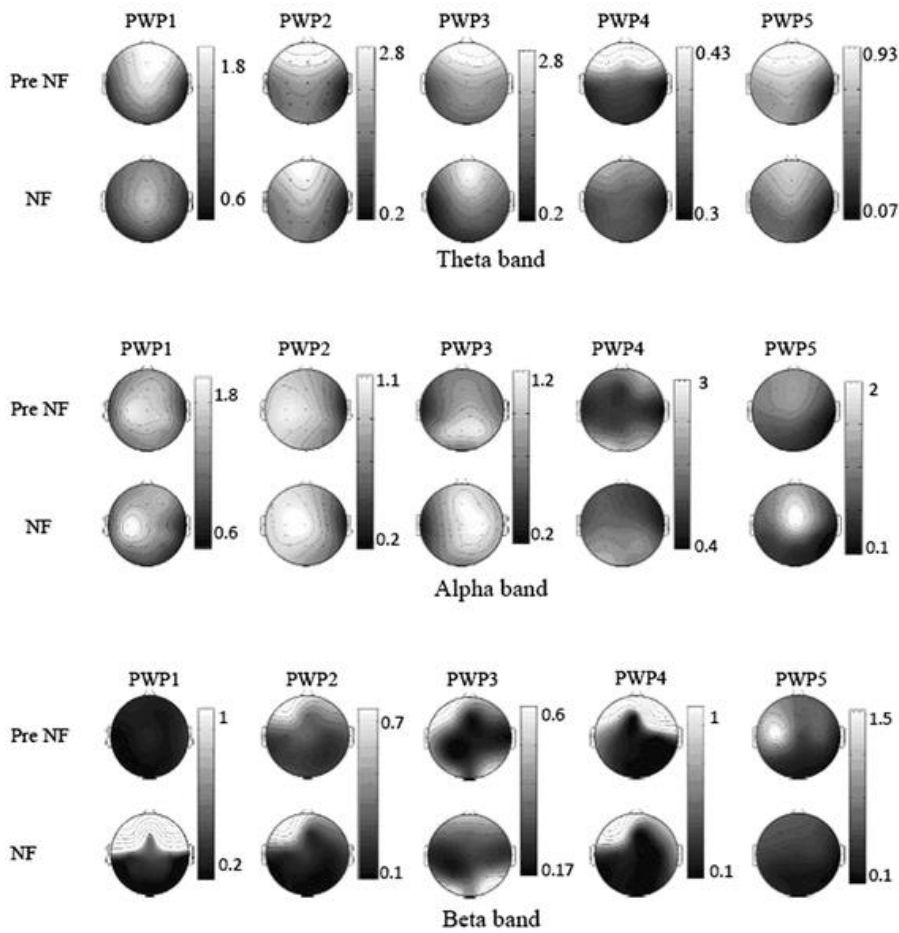 PWP1 PWP2 PWP3 PWP4 PWP5
1.8 2.8 2.8 0.43 0.93
Pre NF
NF
0.6 0.2 0.2 0.3 0.07
Theta band
PWP1 PWP2 PWP3 PWP4 PWP5
1.8 1.1 1.2 3 2
Pre NF
NF
0.6 0.2 0.2 0.4 0.1
Alpha band
PWP1 PWP2 PWP3 PWP4 PWP5
1 0.7 0.6 1 1.5
Pre NF
NF
0.2 0.1 0.17 0.1 0.1
Beta band